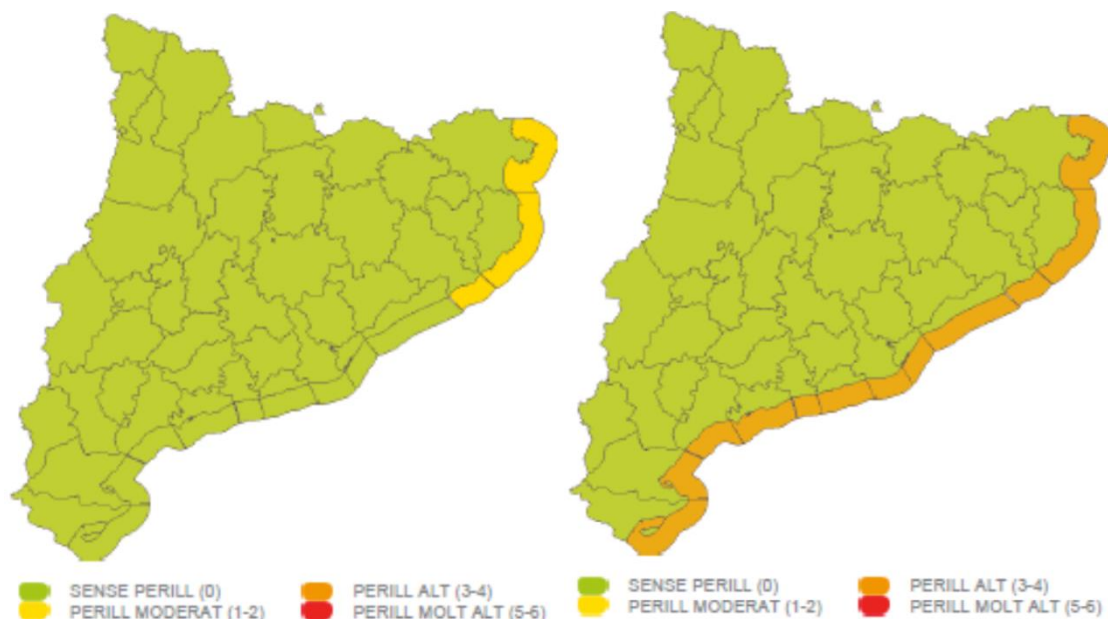 SENSE PERILL (0) PERILL ALT (3-4)
PERILL MODERAT (1-2) PERILL MOLT ALT (5-6)
SENSE PERILL (0) PERILL ALT (3-4)
PERILL MODERAT (1-2) PERILL MOLT ALT (5-6)